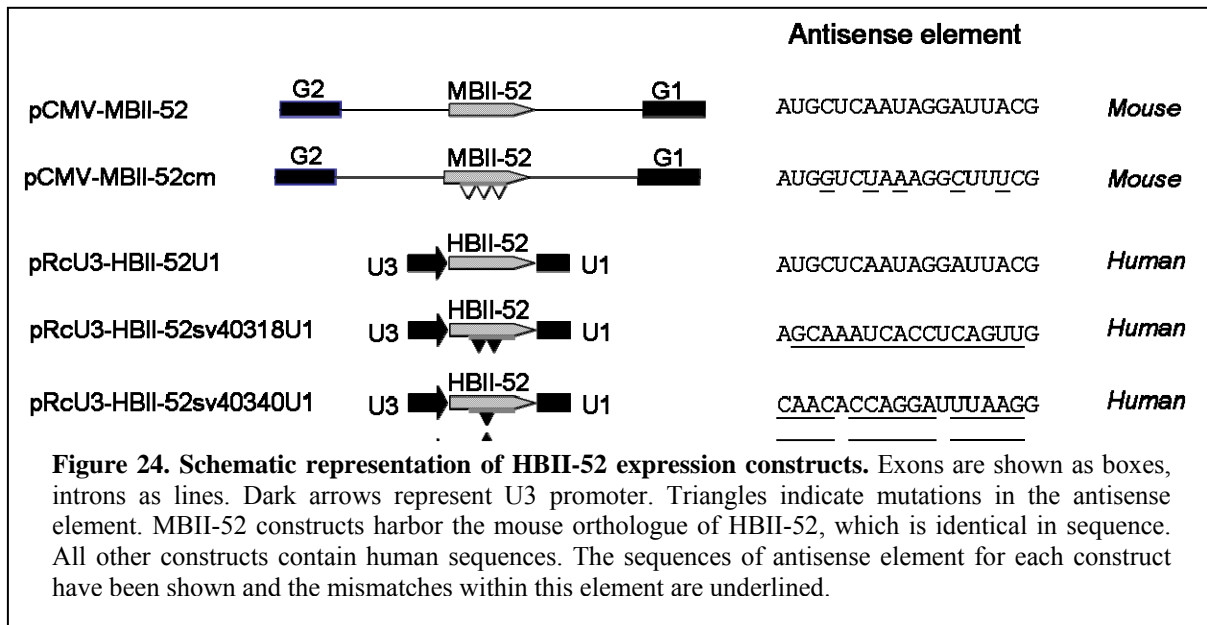 Antisense element
G2 MBII-52 G1
pCMV-MBII-52 AUGCUCAAUAGGAUUACG Mouse
G2 MBII-52 G1
pCMV-MBII-52cm AUGGUCUAAAGGCUUUCG Mouse
HBII-52
pRcU3-HBII-52U1 U3 U1 AUGCUCAAUAGGAUUACG Human
HBII-52
pRcU3-HBII-52sv40318U1 U3 U1 AGCAAAUCACCUCAGUUG Human
HBII-52
pRcU3-HBII-52sv40340U1 U3 U1 CAACACCAGGAUUUAAGG Human
Figure 24. Schematic representation of HBII-52 expression constructs. Exons are shown as boxes,
introns as lines. Dark arrows represent U3 promoter. Triangles indicate mutations in the antisense
element. MBII-52 constructs harbor the mouse orthologue of HBII-52, which is identical in sequence.
All other constructs contain human sequences. The sequences of antisense element for each construct
have been shown and the mismatches within this element are underlined.